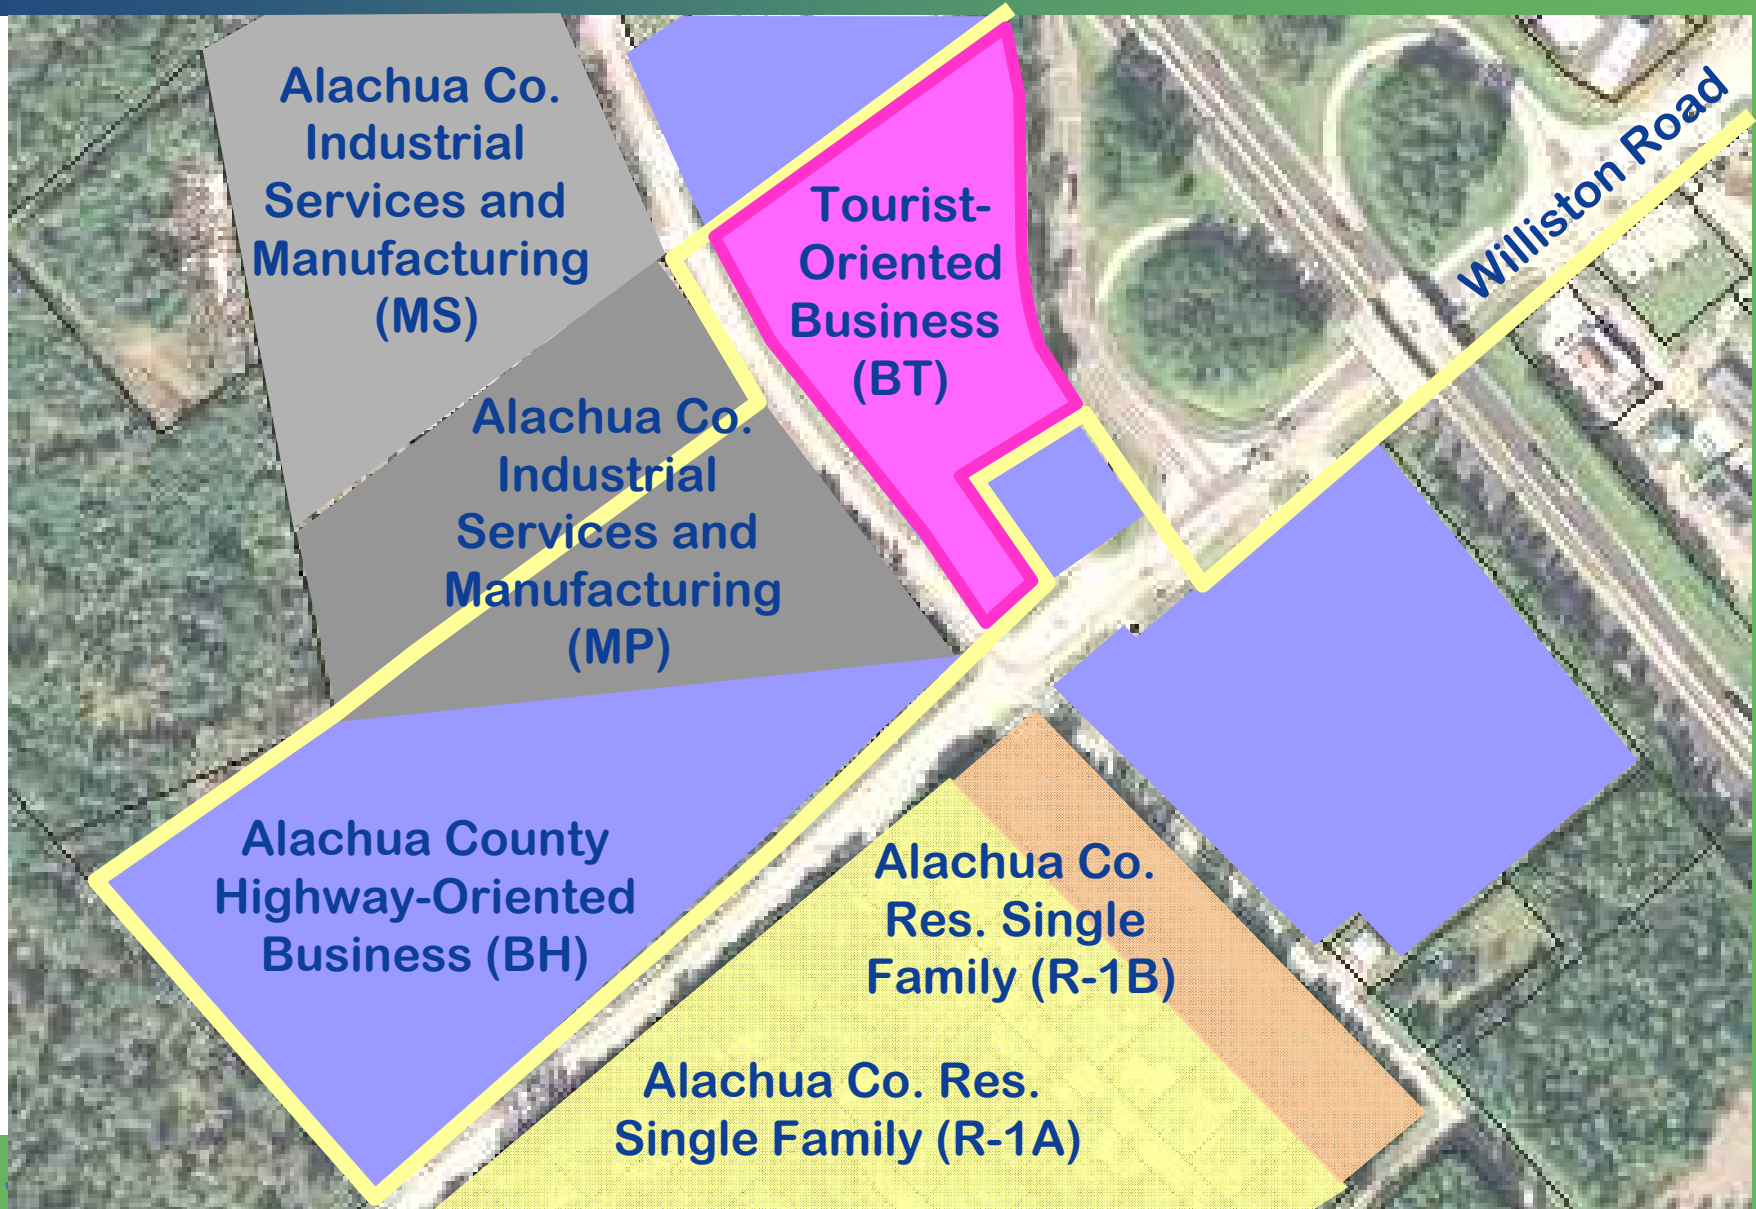 Alachua Co.
Industrial
Services and
Manufacturing
(MS)
Tourist-
Oriented
Business
(BT)
Williston Road
Alachua Co.
Industrial
Services and
Manufacturing
(MP)
Alachua County
Highway-Oriented
Business (BH)
Alachua Co.
Res. Single
Family (R-1B)
Alachua Co. Res.
Single Family (R-1A)